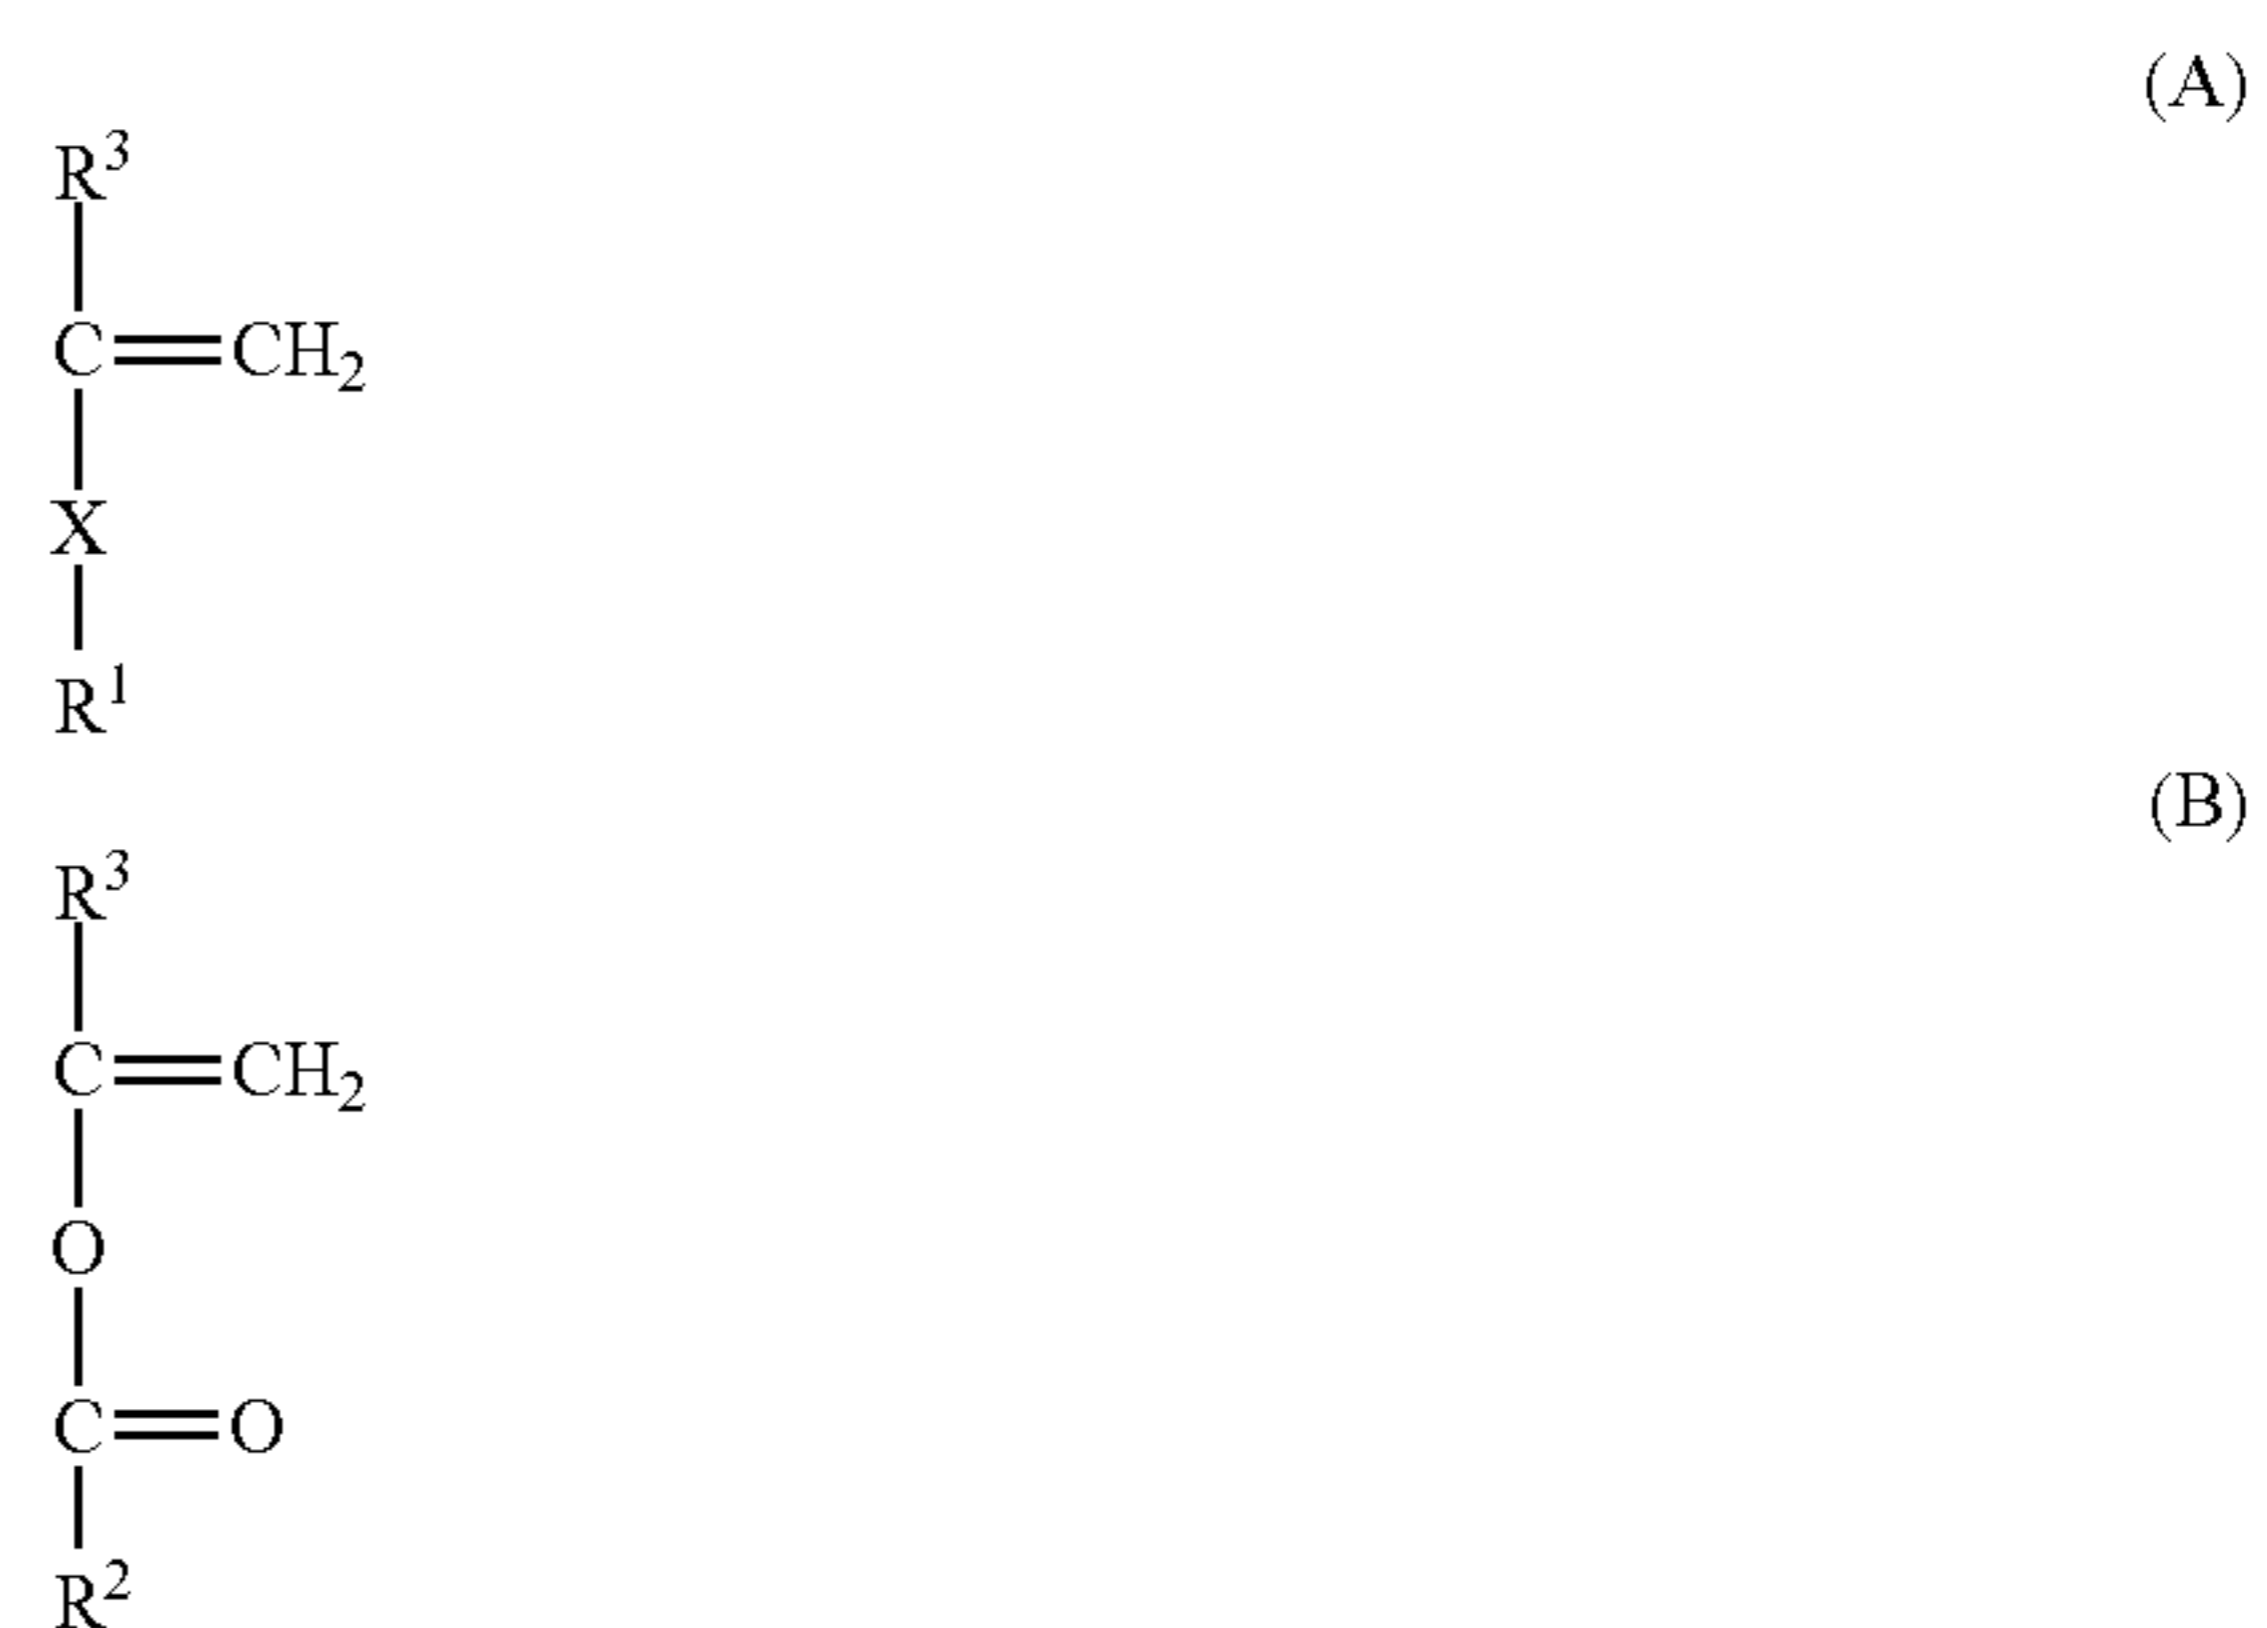 (A)
R³
C=CH₂
X
R¹
(B)
R³
C=CH₂
O
C=O
R²